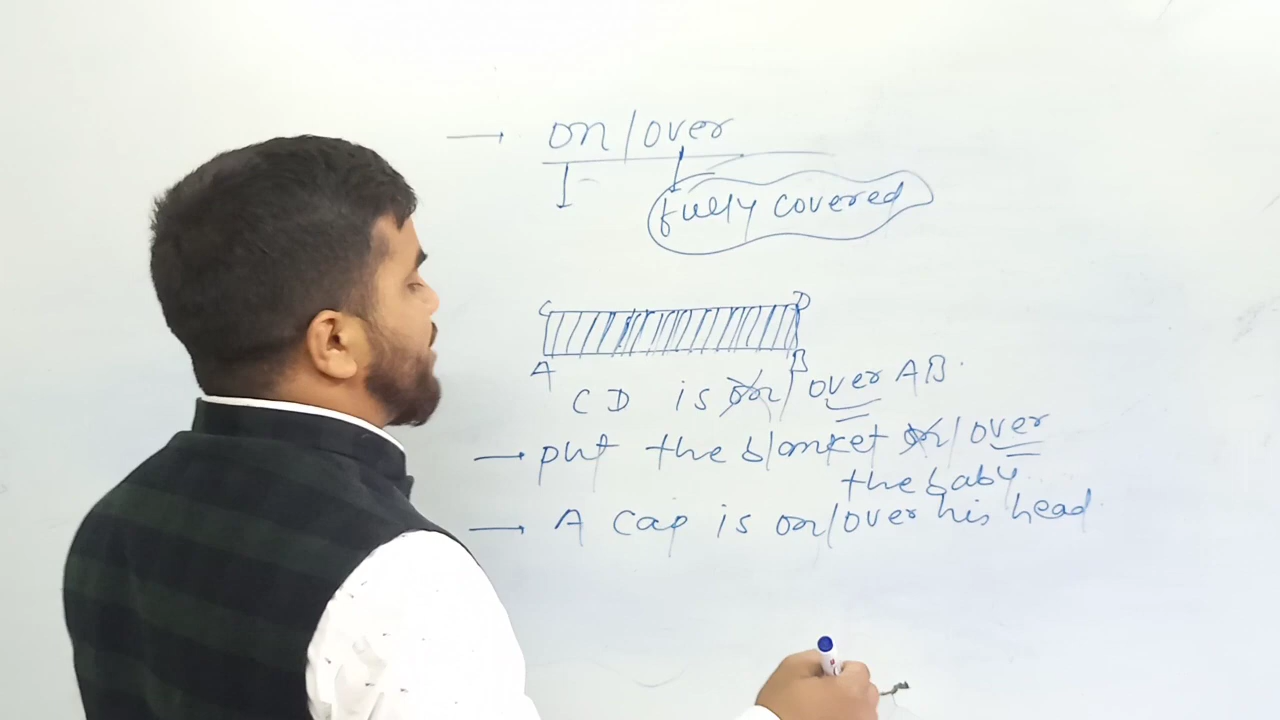 → on/over
fully covered
C D
A B
CD is on/over AB.
→ put the blanket on/over
the baby
→ A cap is on/over his head.